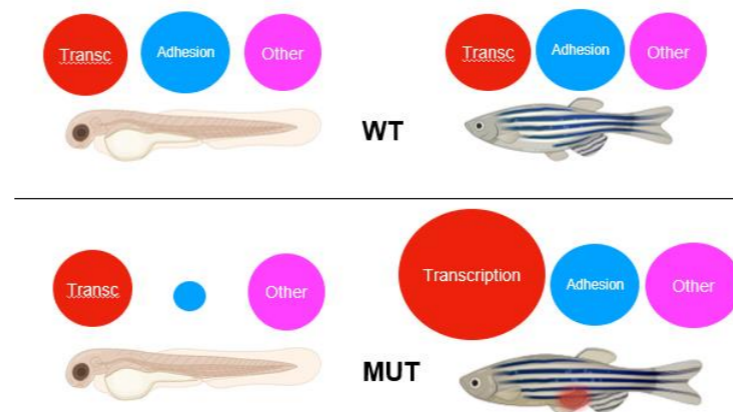 Transc Adhesion Other
Transc Adhesion Other
WT
Transc Other
Transcription Adhesion Other
MUT